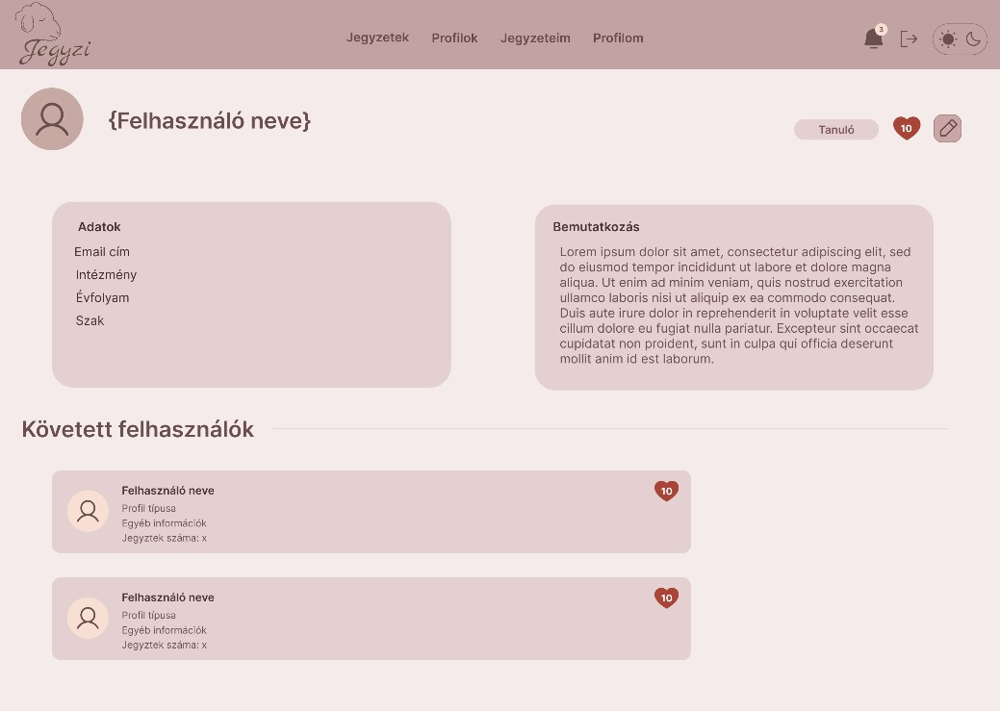 Jegyzi
Jegyzetek Profilok Jegyzeteim Profilom
3
{Felhasználó neve}
Tanuló
10
Adatok
Email cím
Intézmény
Évfolyam
Szak
Bemutatkozás
Lorem ipsum dolor sit amet, consectetur adipiscing elit, sed
do eiusmod tempor incididunt ut labore et dolore magna
aliqua. Ut enim ad minim veniam, quis nostrud exercitation
ullamco laboris nisi ut aliquip ex ea commodo consequat.
Duis aute irure dolor in reprehenderit in voluptate velit esse
cillum dolore eu fugiat nulla pariatur. Excepteur sint occaecat
cupidatat non proident, sunt in culpa qui officia deserunt
mollit anim id est laborum.
Követett felhasználók
Felhasználó neve
10
Profil típusa
Egyéb információk
Jegyztek száma: x
Felhasználó neve
10
Profil típusa
Egyéb információk
Jegyztek száma: x